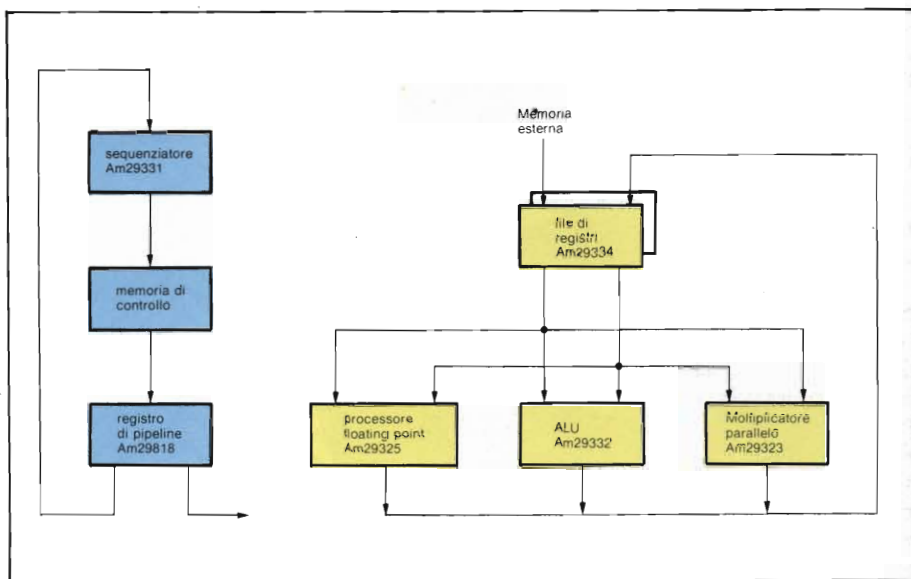 sequenziatore
Am29331
memoria di
controllo
registro
di pipeline
Am29818
Memoria
esterna
file di
registri
Am29334
processore
floating point
Am29325
ALU
Am29332
Moltiplicatore
parallelo
Am29323